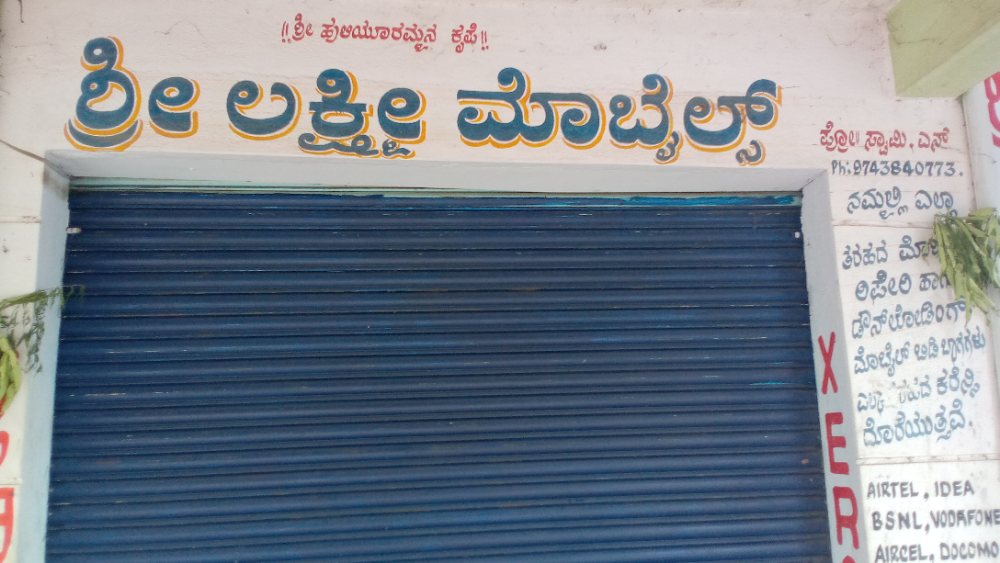 !!ಶ್ರೀ ಹುಲಿಯೂರಮ್ಮನ ಕೃಪೆ!!
ಶ್ರೀ ಲಕ್ಷ್ಮೀ ಮೊಬೈಲ್ಸ್
ಪ್ರೋ: ಸ್ವಾಮಿ. ಎನ್
Ph:9743840773.
ನಮ್ಮಲ್ಲಿ ಎಲ್ಲಾ
ತರಹದ
ರಿಪೇರಿ
ಡೌನ್‌ಲೋಡಿಂಗ್
ಮೊಬೈಲ್ ಬಿಡಿ ಭಾಗಗಳು
ಕರೆನ್ಸಿ
ದೊರೆಯುತ್ತವೆ.
XER
AIRTEL, IDEA
BSNL, VODAFONE
AIRCEL, DOCOMO